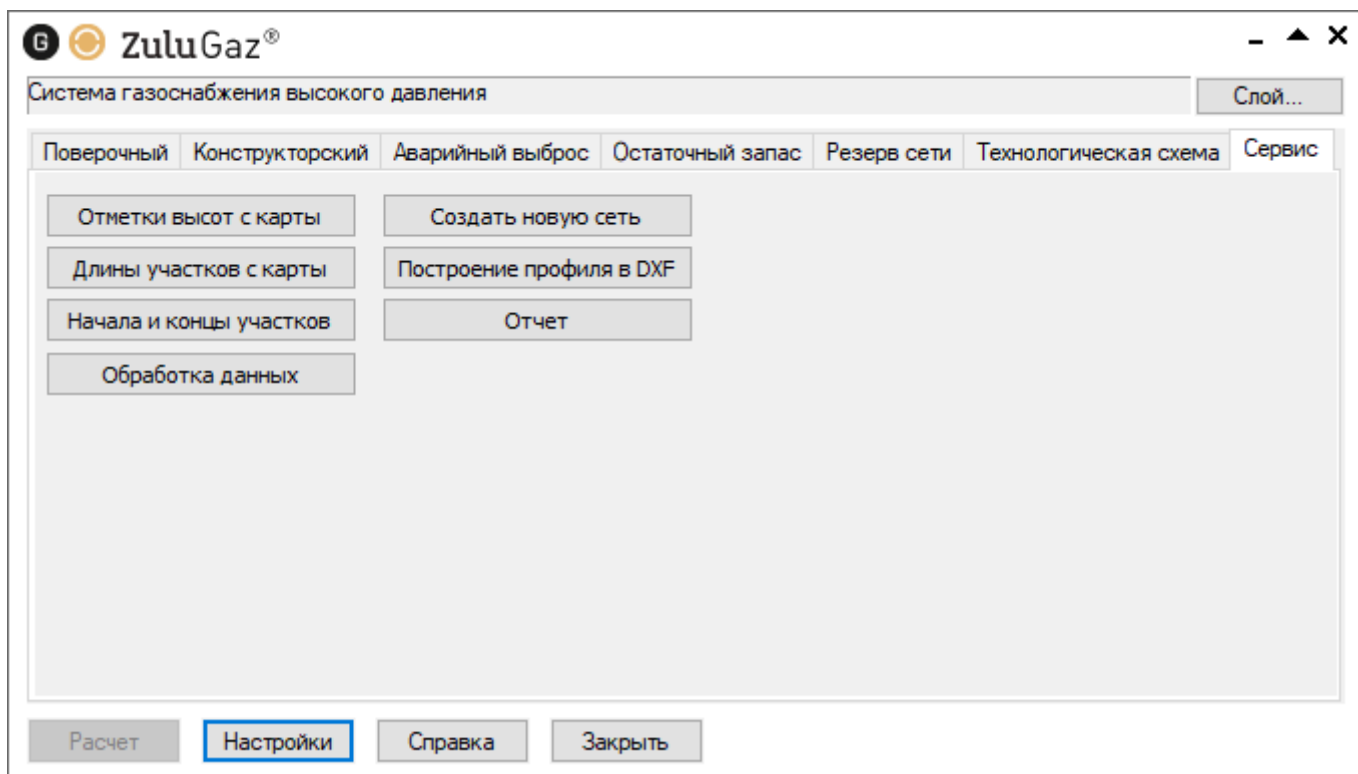 G ZuluGaz®
Система газоснабжения высокого давления Слой...
Поверочный Конструкторский Аварийный выброс Остаточный запас Резерв сети Технологическая схема Сервис
Отметки высот с карты Создать новую сеть
Длины участков с карты Построение профиля в DXF
Начала и концы участков Отчет
Обработка данных
Расчет Настройки Справка Закрыть